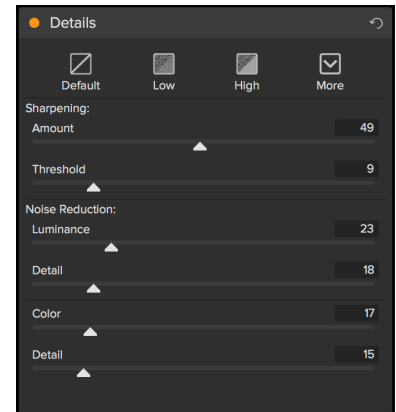 Details
Default Low High More
Sharpening:
Amount 49
Threshold 9
Noise Reduction:
Luminance 23
Detail 18
Color 17
Detail 15